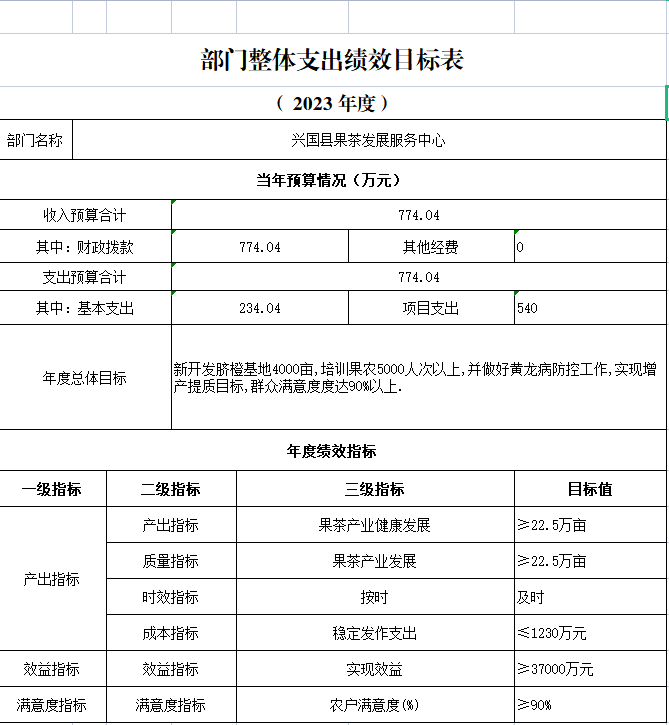 部门整体支出绩效目标表
（ 2023 年度 ）
部门名称 兴国县果茶发展服务中心
当年预算情况（万元）
收入预算合计 774.04
其中：财政拨款 774.04 其他经费 0
支出预算合计 774.04
其中：基本支出 234.04 项目支出 540
年度总体目标 新开发脐橙基地4000亩,培训果农5000人次以上,并做好黄龙病防控工作,实现增
产提质目标,群众满意度度达90%以上.
年度绩效指标
一级指标 二级指标 三级指标 目标值
产出指标 产出指标 果茶产业健康发展 ≥22.5万亩
质量指标 果茶产业发展 ≥22.5万亩
时效指标 按时 及时
成本指标 稳定发作支出 ≤1230万元
效益指标 效益指标 实现效益 ≥37000万元
满意度指标 满意度指标 农户满意度(%) ≥90%